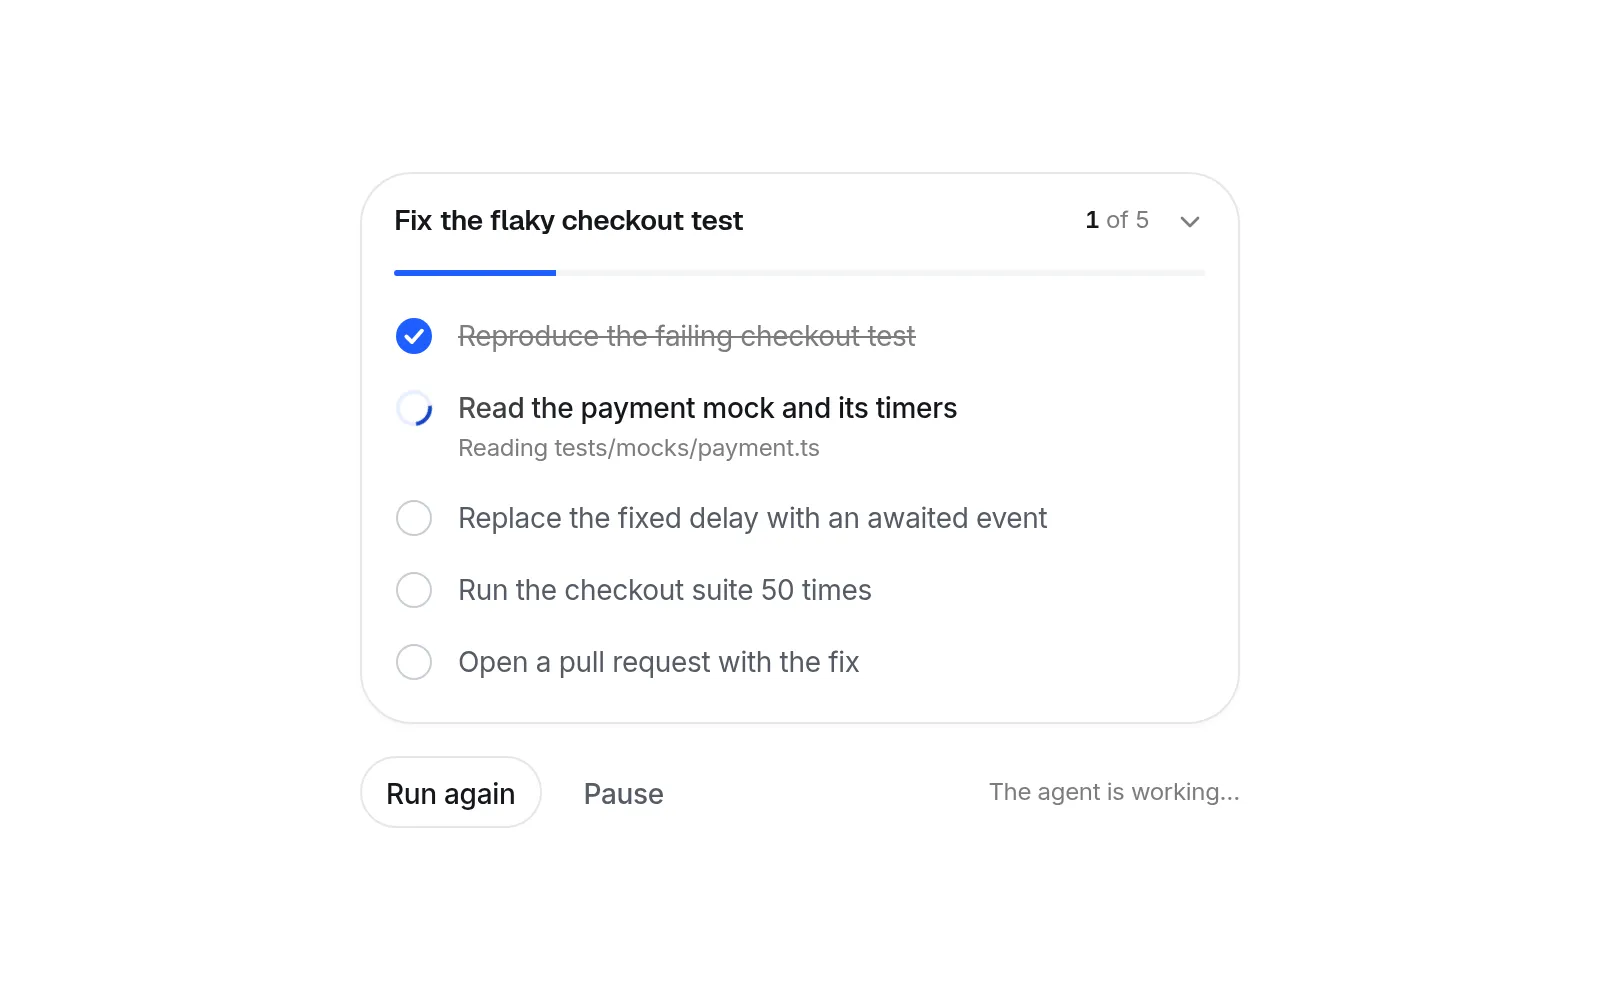 Fix the flaky checkout test
1 of 5
Reproduce the failing checkout test
Read the payment mock and its timers
Reading tests/mocks/payment.ts
Replace the fixed delay with an awaited event
Run the checkout suite 50 times
Open a pull request with the fix
Run again
Pause
The agent is working…